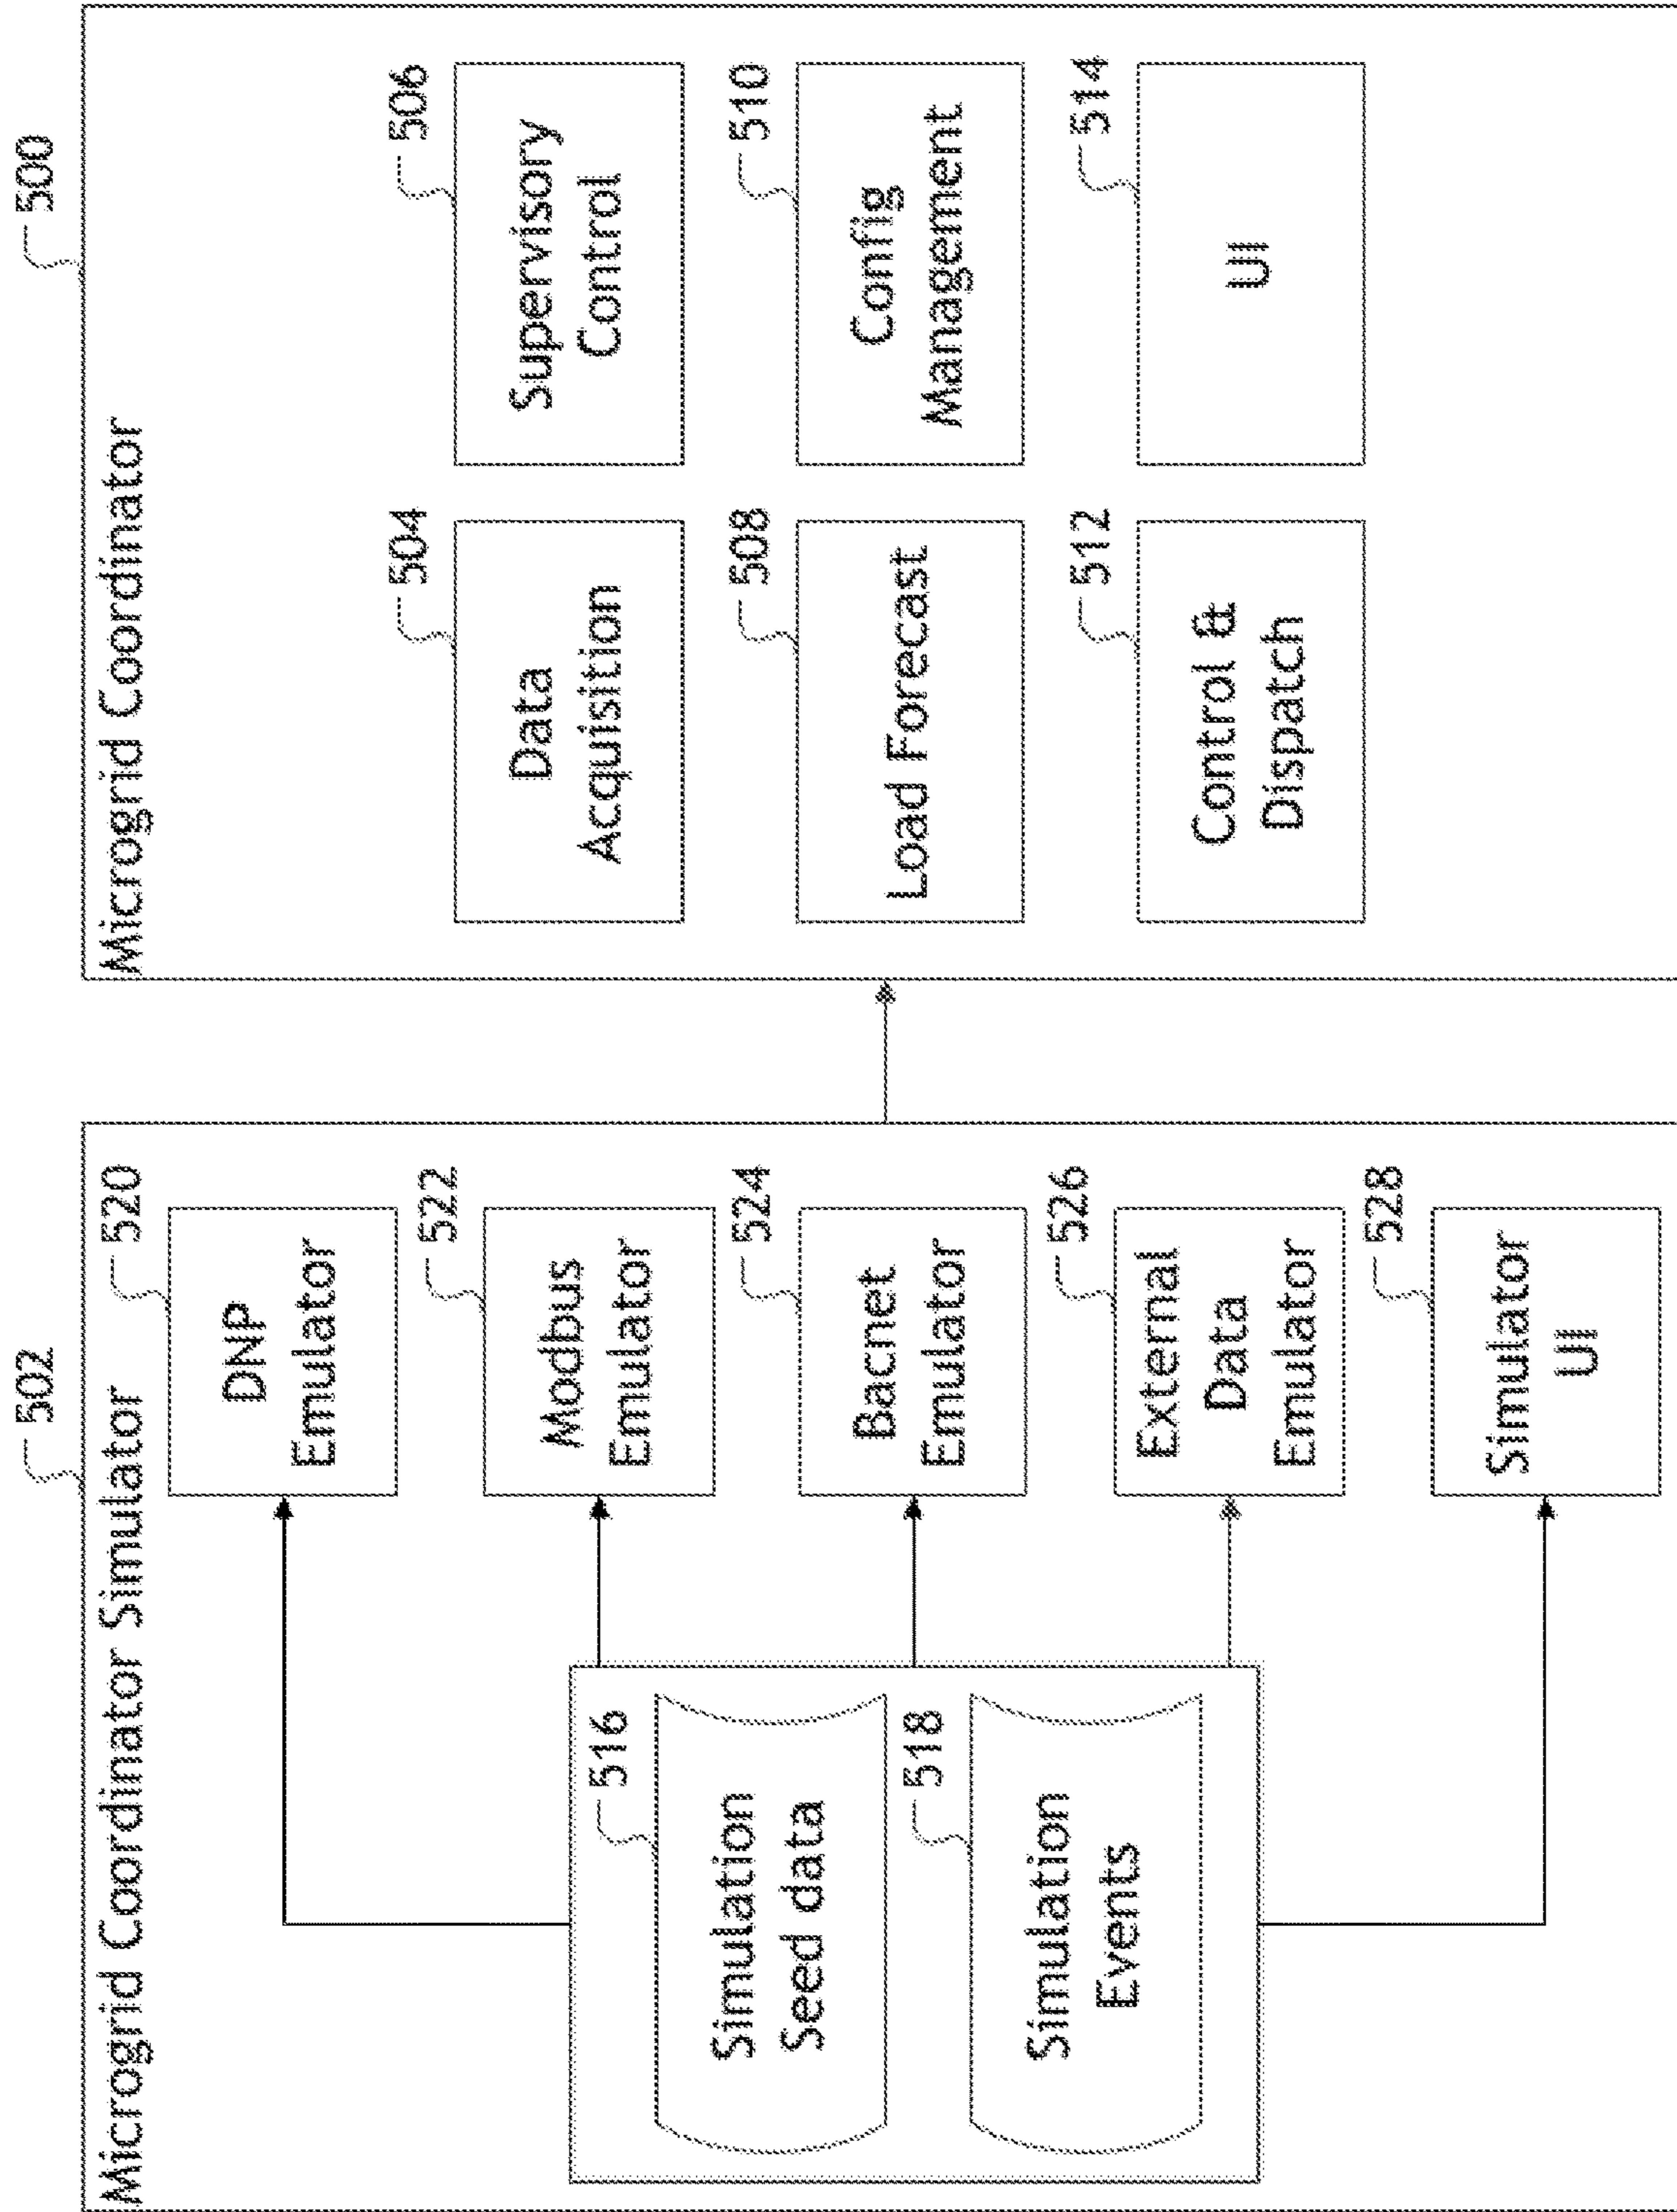 502
Microgrid Coordinator Simulator
516
Simulation
Seed data
518
Simulation
Events
520
DNP
Emulator
522
Modbus
Emulator
524
Bacnet
Emulator
526
External
Data
Emulator
528
Simulator
UI
500
Microgrid Coordinator
504
Data
Acquisition
506
Supervisory
Control
508
Load Forecast
510
Config
Management
512
Control &
Dispatch
514
UI